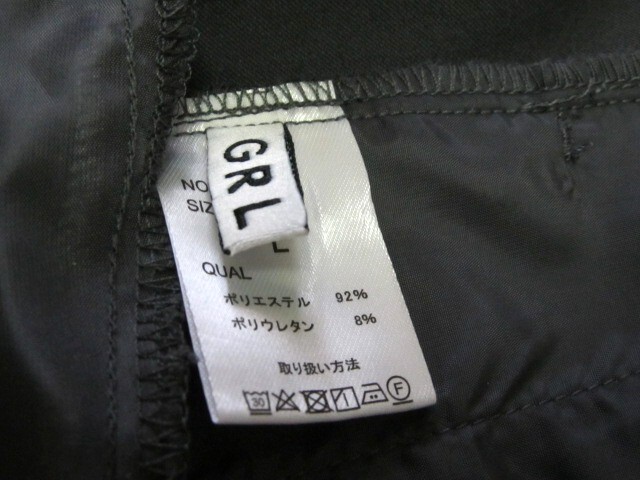 GRL
NO
SIZ
L
QUAL
ポリエステル 92%
ポリウレタン 8%
取り扱い方法
30 F